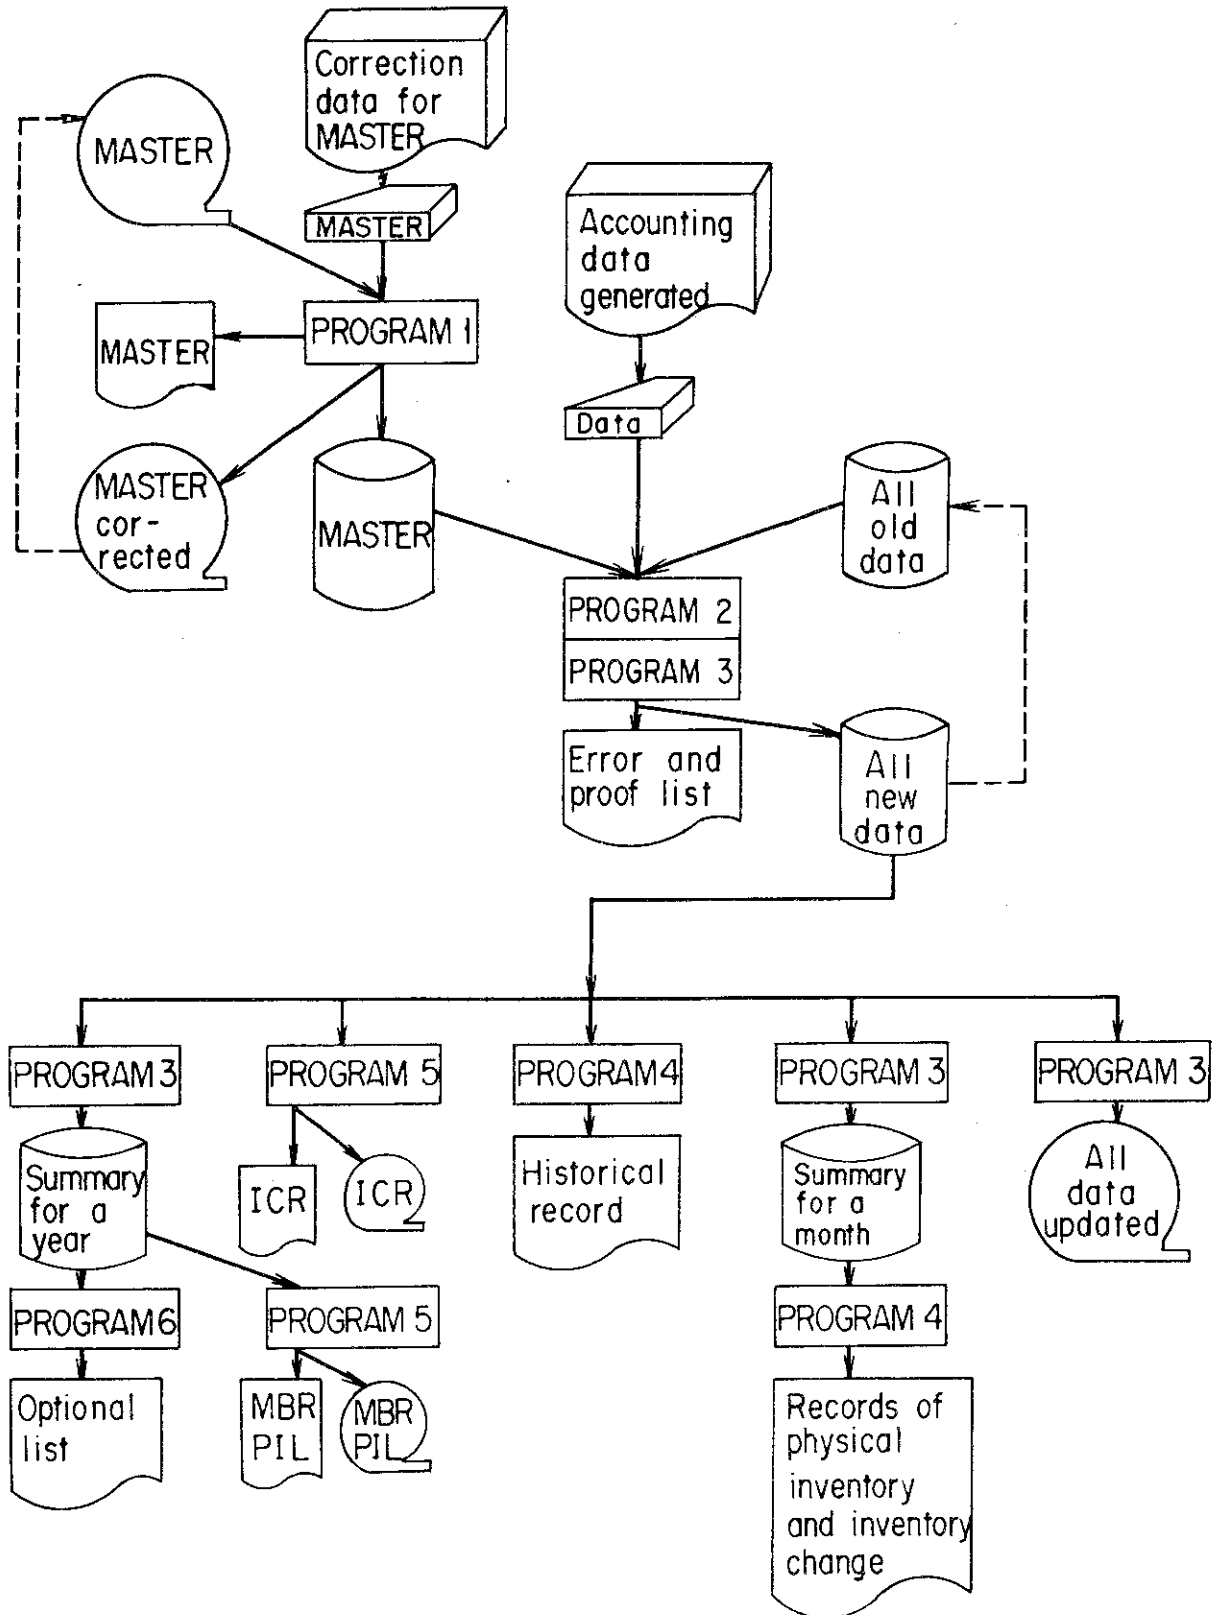 Correction
data for
MASTER
MASTER
MASTER
Accounting
data
generated
MASTER
PROGRAM 1
Data
MASTER
cor-
rected
MASTER
All
old
data
PROGRAM 2
PROGRAM 3
Error and
proof list
All
new
data
PROGRAM 3
PROGRAM 5
PROGRAM 4
PROGRAM 3
PROGRAM 3
Summary
for a
year
ICR
ICR
Historical
record
Summary
for a
month
All
data
updated
PROGRAM 6
PROGRAM 5
PROGRAM 4
Optional
list
MBR
PIL
MBR
PIL
Records of
physical
inventory
and inventory
change